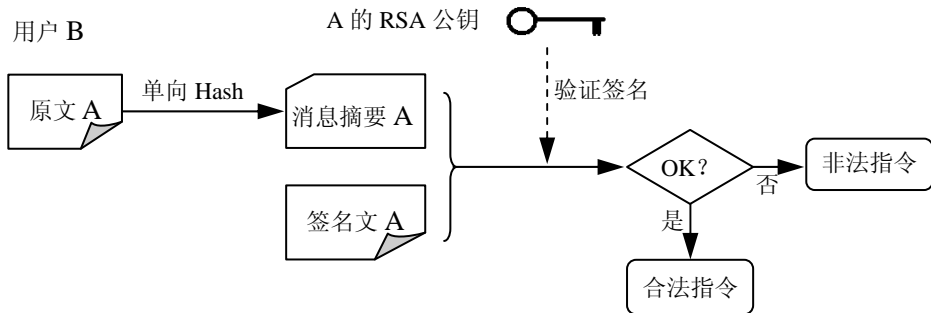 A 的 RSA 公钥
用户 B
单向 Hash
验证签名
原文 A
消息摘要 A
OK？
否
非法指令
签名文 A
是
合法指令